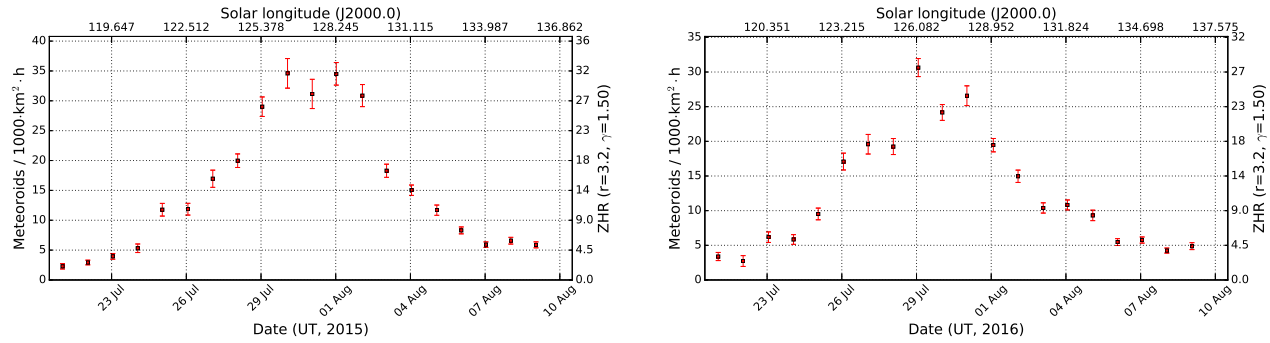 Solar longitude (J2000.0)
119.647 122.512 125.378 128.245 131.115 133.987 136.862
40
35
30
25
20
15
10
5
0
Meteoroids / 1000·km² · h
36
32
27
23
18
14
9.0
4.5
0.0
ZHR (r=3.2, γ=1.50)
23 Jul 26 Jul 29 Jul 01 Aug 04 Aug 07 Aug 10 Aug
Date (UT, 2015)
Solar longitude (J2000.0)
120.351 123.215 126.082 128.952 131.824 134.698 137.575
35
30
25
20
15
10
5
0
Meteoroids / 1000·km² · h
32
27
23
18
14
9.0
4.5
0.0
ZHR (r=3.2, γ=1.50)
23 Jul 26 Jul 29 Jul 01 Aug 04 Aug 07 Aug 10 Aug
Date (UT, 2016)